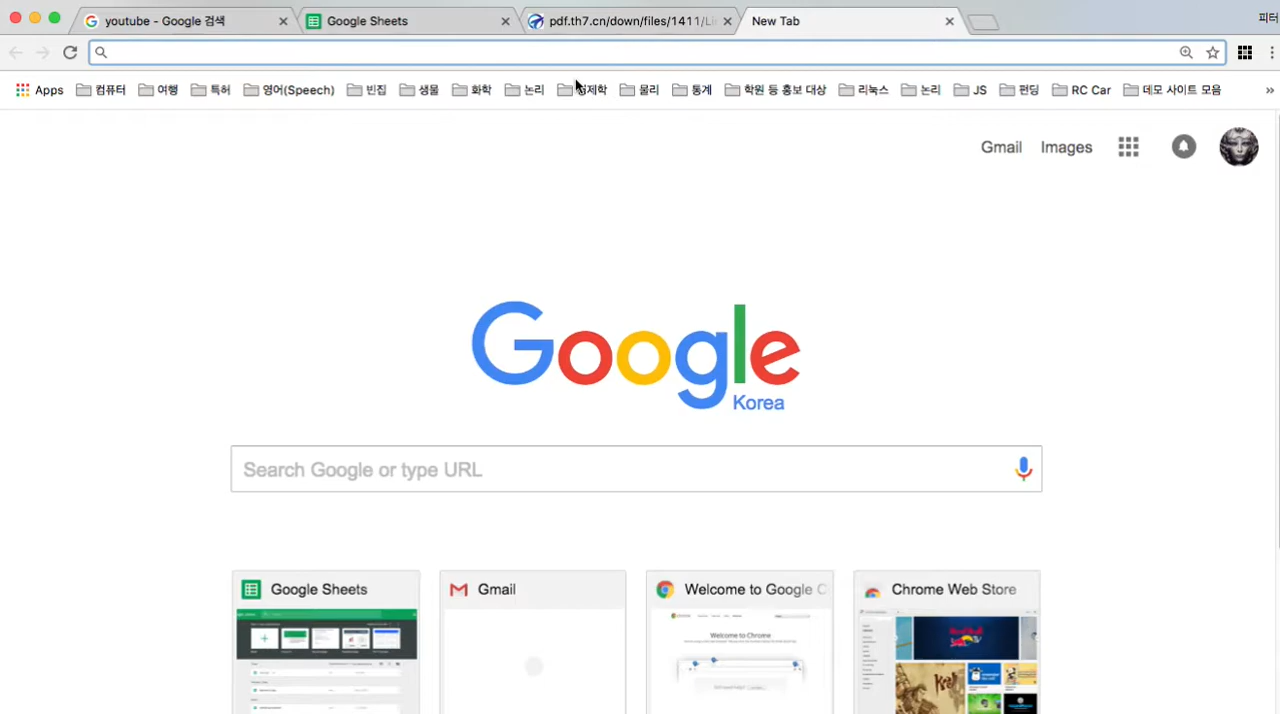 youtube - Google 검색
Google Sheets
pdf.th7.cn/down/files/1411/Li
New Tab
피터
Apps
컴퓨터
여행
특허
영어(Speech)
빈집
생물
화학
논리
물리
통계
학원 등 홍보 대상
리눅스
논리
JS
펀딩
RC Car
데모 사이트 모음
»
Gmail
Images
Google
Korea
Search Google or type URL
Google Sheets
Gmail
Welcome to Google C
Chrome Web Store
Welcome to Chrome